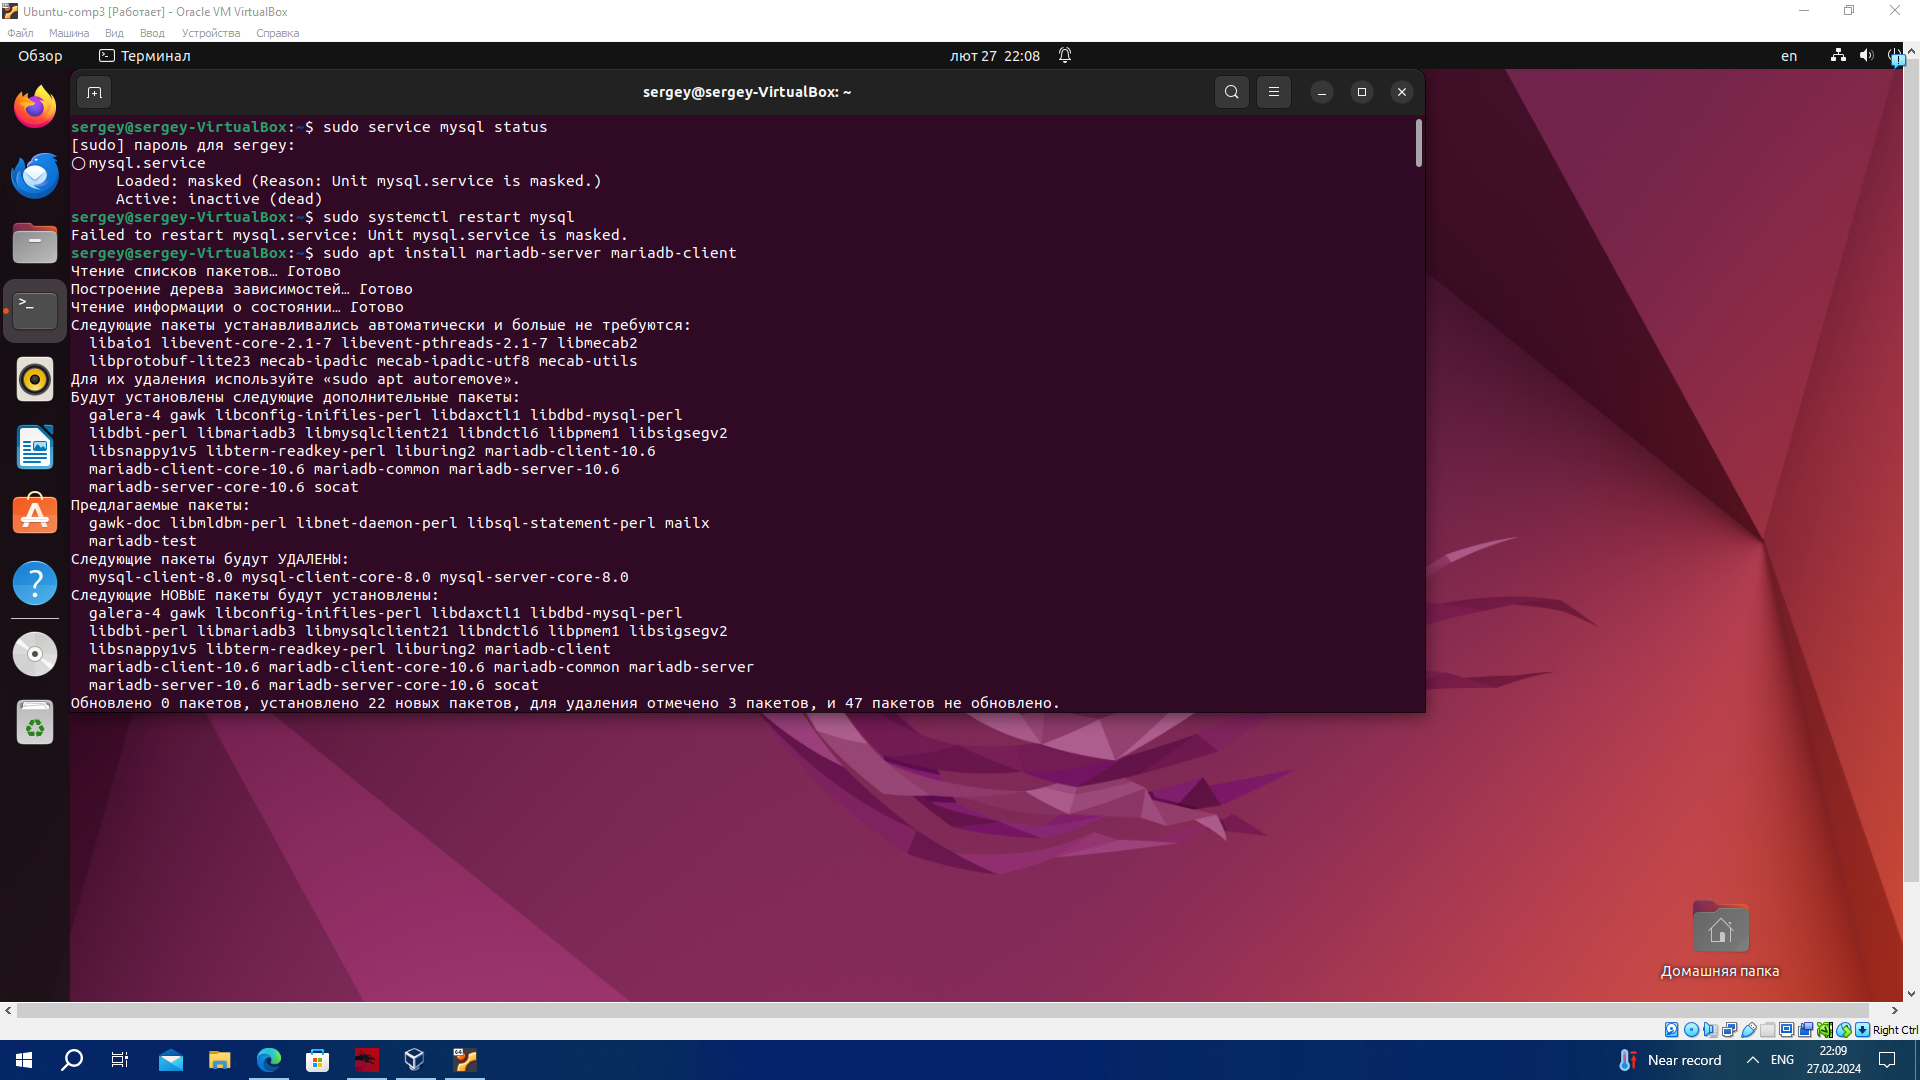 Ubuntu-comp3 [Работает] - Oracle VM VirtualBox
Файл Машина Вид Ввод Устройства Справка
Обзор Терминал лют 27 22:08 en
sergey@sergey-VirtualBox: ~
sergey@sergey-VirtualBox:~$ sudo service mysql status
[sudo] пароль для sergey:
○ mysql.service
Loaded: masked (Reason: Unit mysql.service is masked.)
Active: inactive (dead)
sergey@sergey-VirtualBox:~$ sudo systemctl restart mysql
Failed to restart mysql.service: Unit mysql.service is masked.
sergey@sergey-VirtualBox:~$ sudo apt install mariadb-server mariadb-client
Чтение списков пакетов… Готово
Построение дерева зависимостей… Готово
Чтение информации о состоянии… Готово
Следующие пакеты устанавливались автоматически и больше не требуются:
libaio1 libevent-core-2.1-7 libevent-pthreads-2.1-7 libmecab2
libprotobuf-lite23 mecab-ipadic mecab-ipadic-utf8 mecab-utils
Для их удаления используйте «sudo apt autoremove».
Будут установлены следующие дополнительные пакеты:
galera-4 gawk libconfig-inifiles-perl libdaxctl1 libdbd-mysql-perl
libdbi-perl libmariadb3 libmysqlclient21 libndctl6 libpmem1 libsigsegv2
libsnappy1v5 libterm-readkey-perl liburing2 mariadb-client-10.6
mariadb-client-core-10.6 mariadb-common mariadb-server-10.6
mariadb-server-core-10.6 socat
Предлагаемые пакеты:
gawk-doc libmldbm-perl libnet-daemon-perl libsql-statement-perl mailx
mariadb-test
Следующие пакеты будут УДАЛЕНЫ:
mysql-client-8.0 mysql-client-core-8.0 mysql-server-core-8.0
Следующие НОВЫЕ пакеты будут установлены:
galera-4 gawk libconfig-inifiles-perl libdaxctl1 libdbd-mysql-perl
libdbi-perl libmariadb3 libmysqlclient21 libndctl6 libpmem1 libsigsegv2
libsnappy1v5 libterm-readkey-perl liburing2 mariadb-client
mariadb-client-10.6 mariadb-client-core-10.6 mariadb-common mariadb-server
mariadb-server-10.6 mariadb-server-core-10.6 socat
Обновлено 0 пакетов, установлено 22 новых пакетов, для удаления отмечено 3 пакетов, и 47 пакетов не обновлено.
Домашняя папка
Right Ctrl
Near record ENG 22:09
27.02.2024